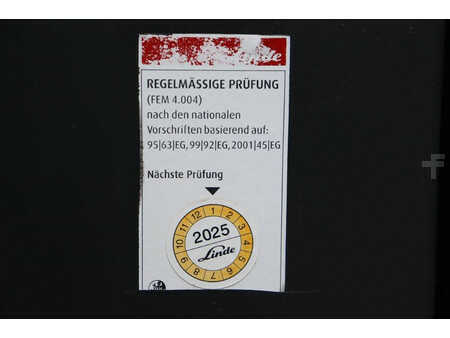 Linde
REGELMÄSSIGE PRÜFUNG
(FEM 4.004)
nach den nationalen
Vorschriften basierend auf:
95|63|EG, 99|92|EG, 2001|45|EG
Nächste Prüfung
12 1 2 3 4 5 6 7 8 9 10 11
2025
Linde